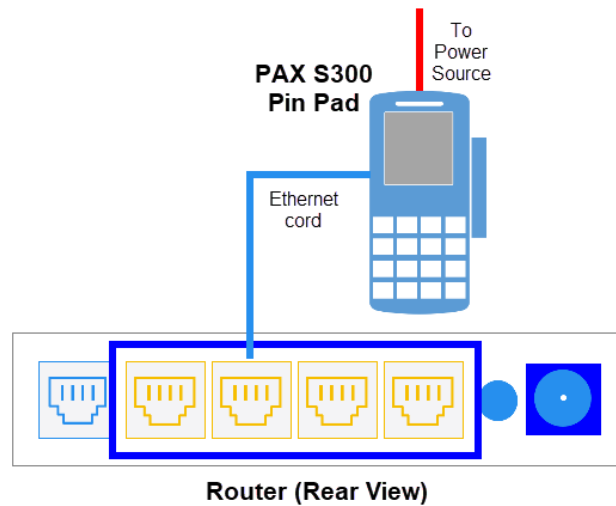 To
Power
Source
PAX S300
Pin Pad
Ethernet
cord
Router (Rear View)